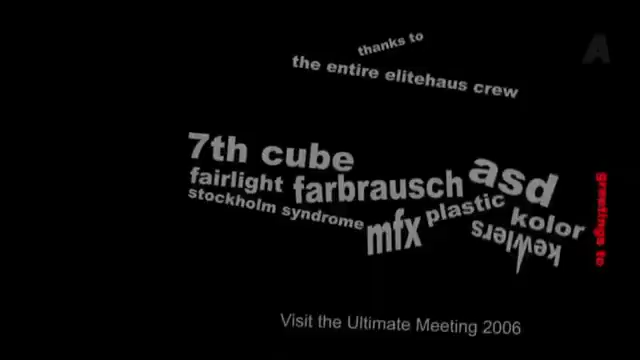 thanks to
A
the entire elitehaus crew
7th cube
asd
fairlight farbrausch
plastic
stockholm syndrome
kolor
mfx
kewlers
greetings to
Visit the Ultimate Meeting 2006